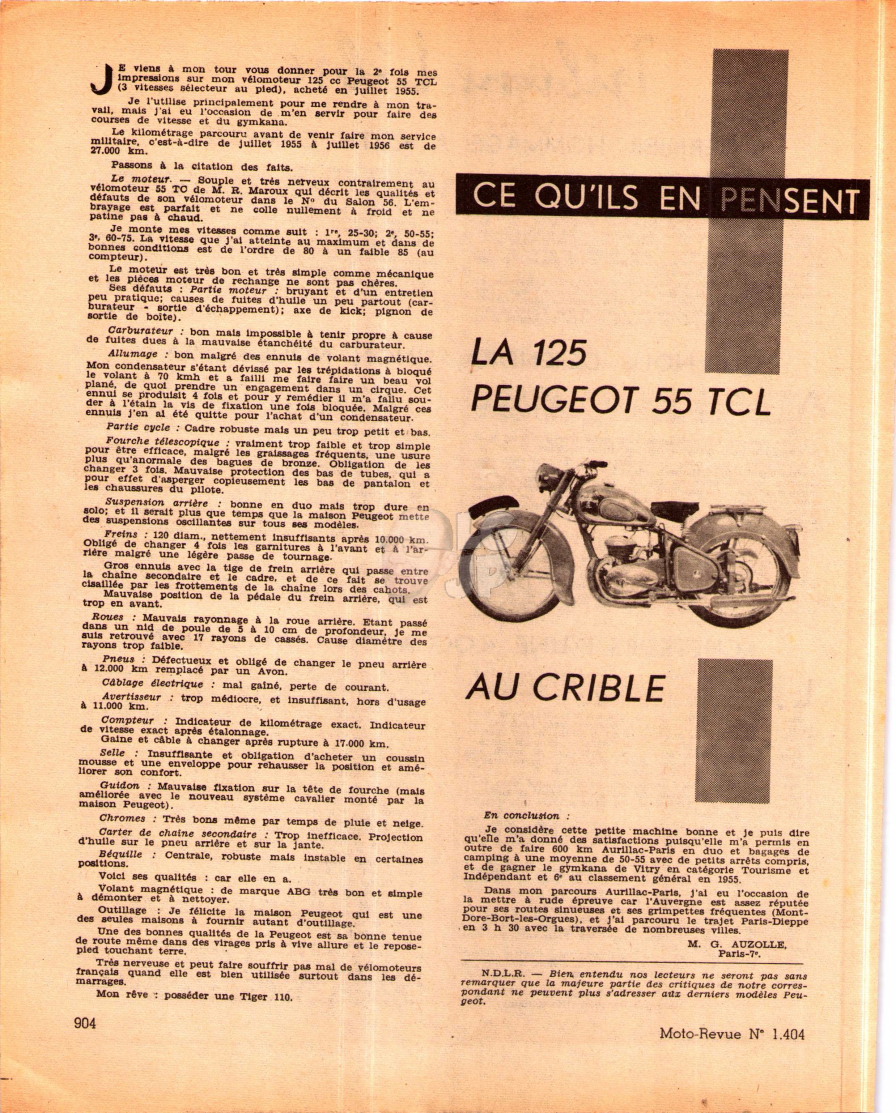 JE viens à mon tour vous donner pour la 2e fois mes
impressions sur mon vélomoteur 125 cc Peugeot 55 TCL
(3 vitesses sélecteur au pied), acheté en juillet 1955.
Je l'utilise principalement pour me rendre à mon tra-
vail, mais j'ai eu l'occasion de m'en servir pour faire des
courses de vitesse et du gymkana.
Le kilométrage parcouru avant de venir faire mon service
militaire, c'est-à-dire de juillet 1955 à juillet 1956 est de
27.000 km.
Passons à la citation des faits.
Le moteur. — Souple et très nerveux contrairement au
vélomoteur 55 TC de M. R. Maroux qui décrit les qualités et
défauts de son vélomoteur dans le N° du Salon 56. L'em-
brayage est parfait et ne colle nullement à froid et ne
patine pas à chaud.
Je monte mes vitesses comme suit : 1re, 25-30; 2e, 50-55;
3e, 60-75. La vitesse que j'ai atteinte au maximum et dans de
bonnes conditions est de l'ordre de 80 à un faible 85 (au
compteur).
Le moteur est très bon et très simple comme mécanique
et les pièces moteur de rechange ne sont pas chères.
Ses défauts : Partie moteur : bruyant et d'un entretien
peu pratique; causes de fuites d'huile un peu partout (car-
burateur - sortie d'échappement); axe de kick; pignon de
sortie de boîte).
Carburateur : bon mais impossible à tenir propre à cause
de fuites dues à la mauvaise étanchéité du carburateur.
Allumage : bon malgré des ennuis de volant magnétique.
Mon condensateur s'étant dévissé par les trépidations à bloqué
le volant à 70 kmh et a failli me faire faire un beau vol
plané, de quoi prendre un engagement dans un cirque. Cet
ennui se produisit 4 fois et pour y remédier il m'a fallu sou-
der à l'étain la vis de fixation une fois bloquée. Malgré ces
ennuis j'en ai été quitte pour l'achat d'un condensateur.
Partie cycle : Cadre robuste mais un peu trop petit et bas.
Fourche télescopique : vraiment trop faible et trop simple
pour être efficace, malgré les graissages fréquents, une usure
plus qu'anormale des bagues de bronze. Obligation de les
changer 3 fois. Mauvaise protection des bas de tubes, qui a
pour effet d'asperger copieusement les bas de pantalon et
les chaussures du pilote.
Suspension arrière : bonne en duo mais trop dure en
solo; et il serait plus que temps que la maison Peugeot mette
des suspensions oscillantes sur tous ses modèles.
Freins : 120 diam., nettement insuffisants après 10.000 km.
Obligé de changer 4 fois les garnitures à l'avant et à l'ar-
rière malgré une légère passe de tournage.
Gros ennuis avec la tige de frein arrière qui passe entre
la chaîne secondaire et le cadre, et de ce fait se trouve
cisaillée par les frottements de la chaîne lors des cahots.
Mauvaise position de la pédale du frein arrière, qui est
trop en avant.
Roues : Mauvais rayonnage à la roue arrière. Etant passé
dans un nid de poule de 5 à 10 cm de profondeur, je me
suis retrouvé avec 17 rayons de cassés. Cause diamètre des
rayons trop faible.
Pneus : Défectueux et obligé de changer le pneu arrière
à 12.000 km remplacé par un Avon.
Câblage électrique : mal gainé, perte de courant.
Avertisseur : trop médiocre, et insuffisant, hors d'usage
à 11.000 km.
Compteur : Indicateur de kilométrage exact. Indicateur
de vitesse exact après étalonnage.
Gaine et câble à changer après rupture à 17.000 km.
Selle : Insuffisante et obligation d'acheter un coussin
mousse et une enveloppe pour rehausser la position et amé-
liorer son confort.
Guidon : Mauvaise fixation sur la tête de fourche (mais
améliorée avec le nouveau système cavalier monté par la
maison Peugeot).
Chromes : Très bons même par temps de pluie et neige.
Carter de chaine secondaire : Trop inefficace. Projection
d'huile sur le pneu arrière et sur la jante.
Béquille : Centrale, robuste mais instable en certaines
positions.
Voici ses qualités : car elle en a.
Volant magnétique : de marque ABG très bon et simple
à démonter et à nettoyer.
Outillage : Je félicite la maison Peugeot qui est une
des seules maisons à fournir autant d'outillage.
Une des bonnes qualités de la Peugeot est sa bonne tenue
de route même dans des virages pris à vive allure et le repose-
pied touchant terre.
Très nerveuse et peut faire souffrir pas mal de vélomoteurs
français quand elle est bien utilisée surtout dans les dé-
marrages.
Mon rêve : posséder une Tiger 110.
904
CE QU'ILS EN PENSENT
LA 125
PEUGEOT 55 TCL
AU CRIBLE
En conclusion :
Je considère cette petite machine bonne et je puis dire
qu'elle m'a donné des satisfactions puisqu'elle m'a permis en
outre de faire 600 km Aurillac-Paris en duo et bagages de
camping à une moyenne de 50-55 avec de petits arrêts compris,
et de gagner le gymkana de Vitry en catégorie Tourisme et
Indépendant et 6e au classement général en 1955.
Dans mon parcours Aurillac-Paris, j'ai eu l'occasion de
la mettre à rude épreuve car l'Auvergne est assez réputée
pour ses routes sinueuses et ses grimpettes fréquentes (Mont-
Dore-Bort-les-Orgues), et j'ai parcouru le trajet Paris-Dieppe
en 3 h 30 avec la traversée de nombreuses villes.
M. G. AUZOLLE,
Paris-7e.
N.D.L.R. — Bien entendu nos lecteurs ne seront pas sans
remarquer que la majeure partie des critiques de notre corres-
pondant ne peuvent plus s'adresser aux derniers modèles Peu-
geot.
Moto-Revue N° 1.404